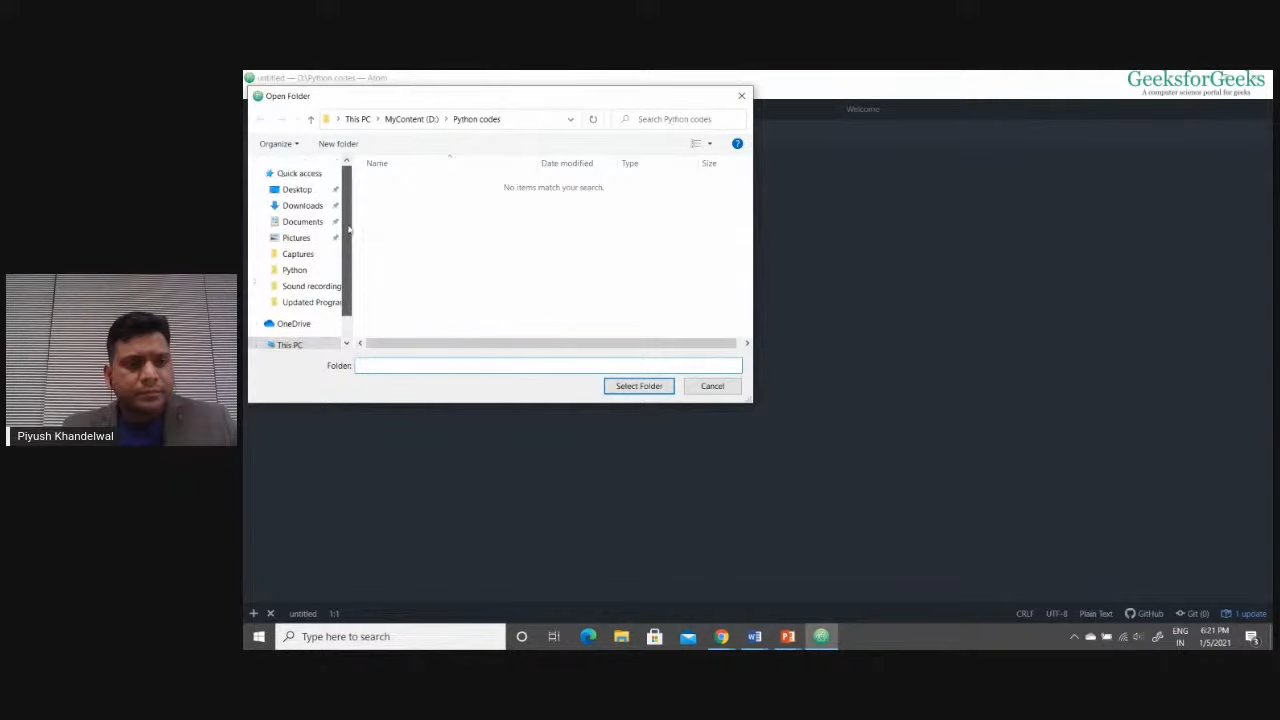 untitled — D:\Python codes — Atom
GeeksforGeeks
A computer science portal for geeks
Open Folder
Welcome
This PC > MyContent (D:) > Python codes
Search Python codes
Organize
New folder
Name Date modified Type Size
No items match your search.
Quick access
Desktop
Downloads
Documents
Pictures
Captures
Python
Sound recording
Updated Progra
OneDrive
This PC
Folder:
Select Folder Cancel
Piyush Khandelwal
untitled 1:1
CRLF UTF-8 Plain Text GitHub Git (0) 1 update
Type here to search
ENG
IN
6:21 PM
1/5/2021